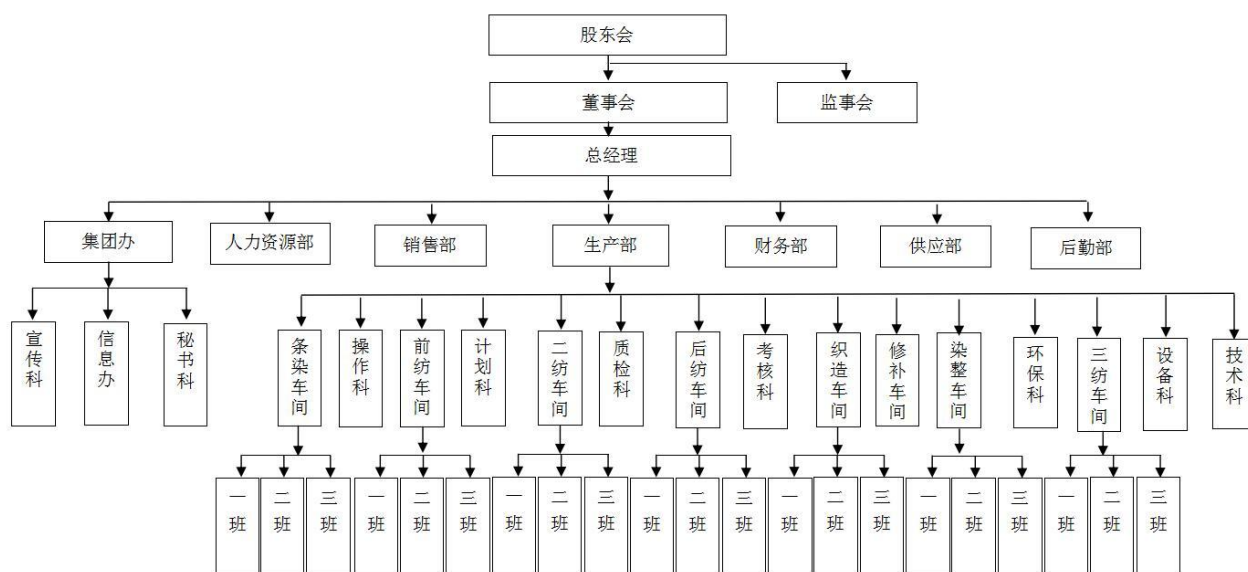 股东会
董事会
监事会
总经理
集团办
人力资源部
销售部
生产部
财务部
供应部
后勤部
宣传科
信息办
秘书科
条染车间
操作科
前纺车间
计划科
二纺车间
质检科
后纺车间
考核科
织造车间
修补车间
染整车间
环保科
三纺车间
设备科
技术科
一班
二班
三班
一班
二班
三班
一班
二班
三班
一班
二班
三班
一班
二班
三班
一班
二班
三班
一班
二班
三班